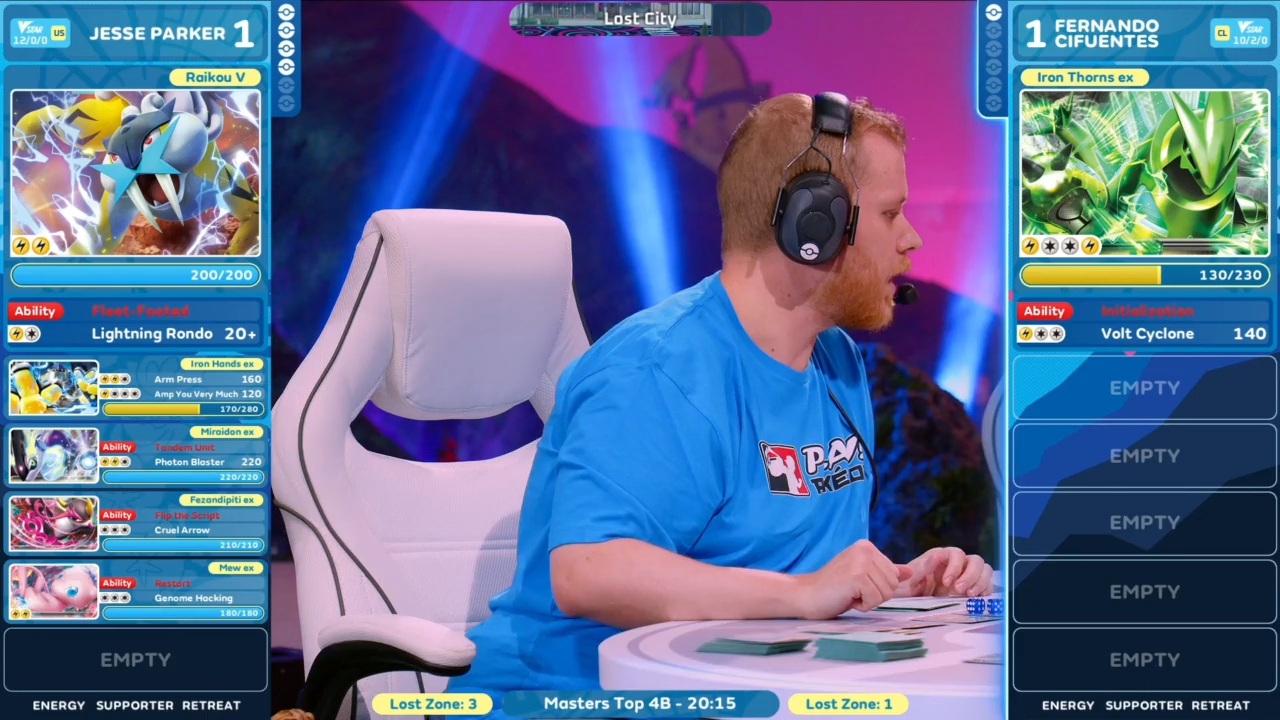 VSTAR
12/0/0
US
JESSE PARKER 1
Raikou V
200/200
Ability Fleet-Footed
Lightning Rondo 20+
Iron Hands ex
Arm Press 160
Amp You Very Much 120
170/280
Miraidon ex
Ability Tandem Unit
Photon Blaster 220
220/220
Fezandipiti ex
Ability Flip the Script
Cruel Arrow
210/210
Mew ex
Ability Restart
Genome Hacking
180/180
EMPTY
ENERGY SUPPORTER RETREAT
Lost City
Lost Zone: 3
Masters Top 4B - 20:15
Lost Zone: 1
1 FERNANDO
CIFUENTES
CL
VSTAR
10/2/0
Iron Thorns ex
130/230
Ability Initialization
Volt Cyclone 140
EMPTY
EMPTY
EMPTY
EMPTY
EMPTY
ENERGY SUPPORTER RETREAT